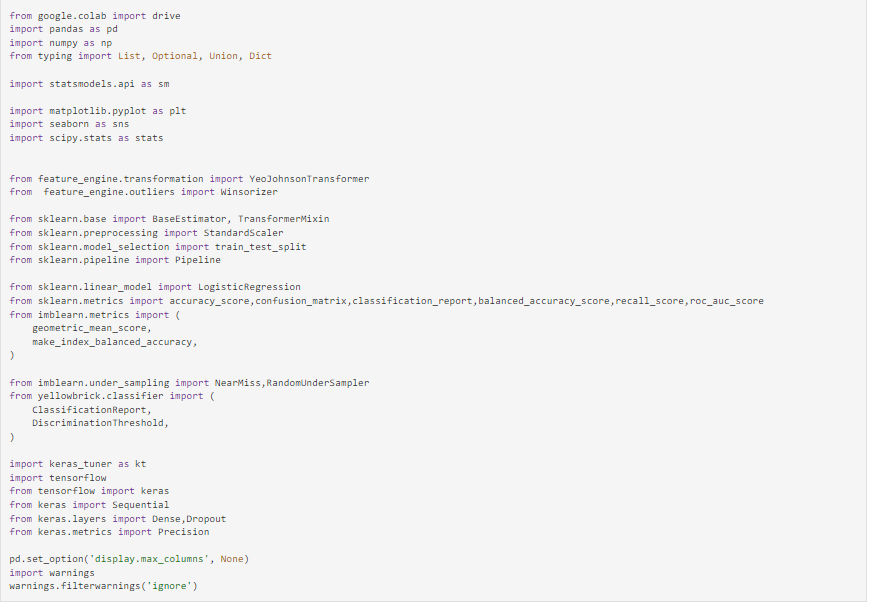 from google.colab import drive
import pandas as pd
import numpy as np
from typing import List, Optional, Union, Dict
import statsmodels.api as sm
import matplotlib.pyplot as plt
import seaborn as sns
import scipy.stats as stats
from feature_engine.transformation import YeoJohnsonTransformer
from  feature_engine.outliers import Winsorizer
from sklearn.base import BaseEstimator, TransformerMixin
from sklearn.preprocessing import StandardScaler
from sklearn.model_selection import train_test_split
from sklearn.pipeline import Pipeline
from sklearn.linear_model import LogisticRegression
from sklearn.metrics import accuracy_score,confusion_matrix,classification_report,balanced_accuracy_score,recall_score,roc_auc_score
from imblearn.metrics import (
    geometric_mean_score,
    make_index_balanced_accuracy,
)
from imblearn.under_sampling import NearMiss,RandomUnderSampler
from yellowbrick.classifier import (
    ClassificationReport,
    DiscriminationThreshold,
)
import keras_tuner as kt
import tensorflow
from tensorflow import keras
from keras import Sequential
from keras.layers import Dense,Dropout
from keras.metrics import Precision
pd.set_option('display.max_columns', None)
import warnings
warnings.filterwarnings('ignore')